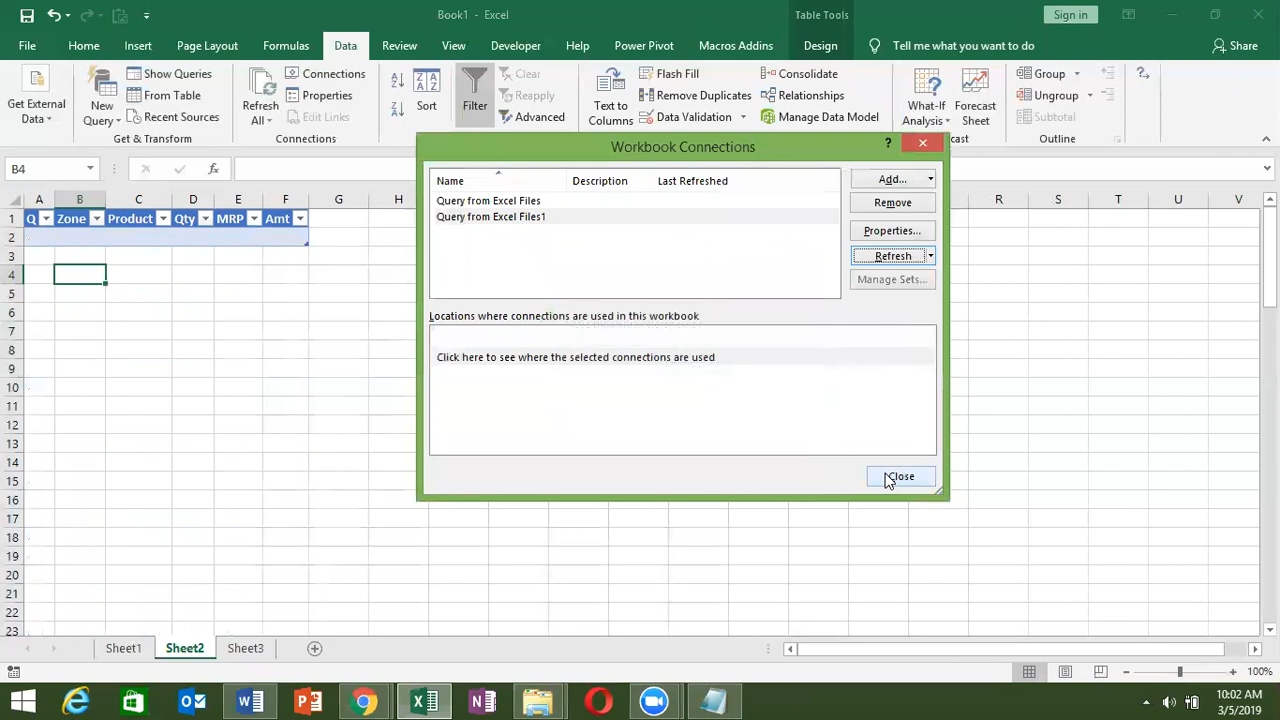 Book1 - Excel
Table Tools
Sign in
File
Home
Insert
Page Layout
Formulas
Data
Review
View
Developer
Help
Power Pivot
Macros Addins
Design
Tell me what you want to do
Share
Get External
Data
New
Query
Show Queries
From Table
Recent Sources
Get & Transform
Refresh
All
Connections
Properties
Edit Links
Connections
Sort
Filter
Clear
Reapply
Advanced
Text to
Columns
Flash Fill
Remove Duplicates
Data Validation
Consolidate
Relationships
Manage Data Model
What-If
Analysis
Forecast
Sheet
cast
Group
Ungroup
Subtotal
Outline
B4
fx
Workbook Connections
?
Name
Description
Last Refreshed
Query from Excel Files
Query from Excel Files1
Add...
Remove
Properties...
Refresh
Manage Sets...
Locations where connections are used in this workbook
Click here to see where the selected connections are used
Close
A B C D E F G H R S T U V
1 Q Zone Product Qty MRP Amt
2
3
4
5
6
7
8
9
10
11
12
13
14
15
16
17
18
19
20
21
22
23
Sheet1
Sheet2
Sheet3
100%
10:02 AM
3/5/2019